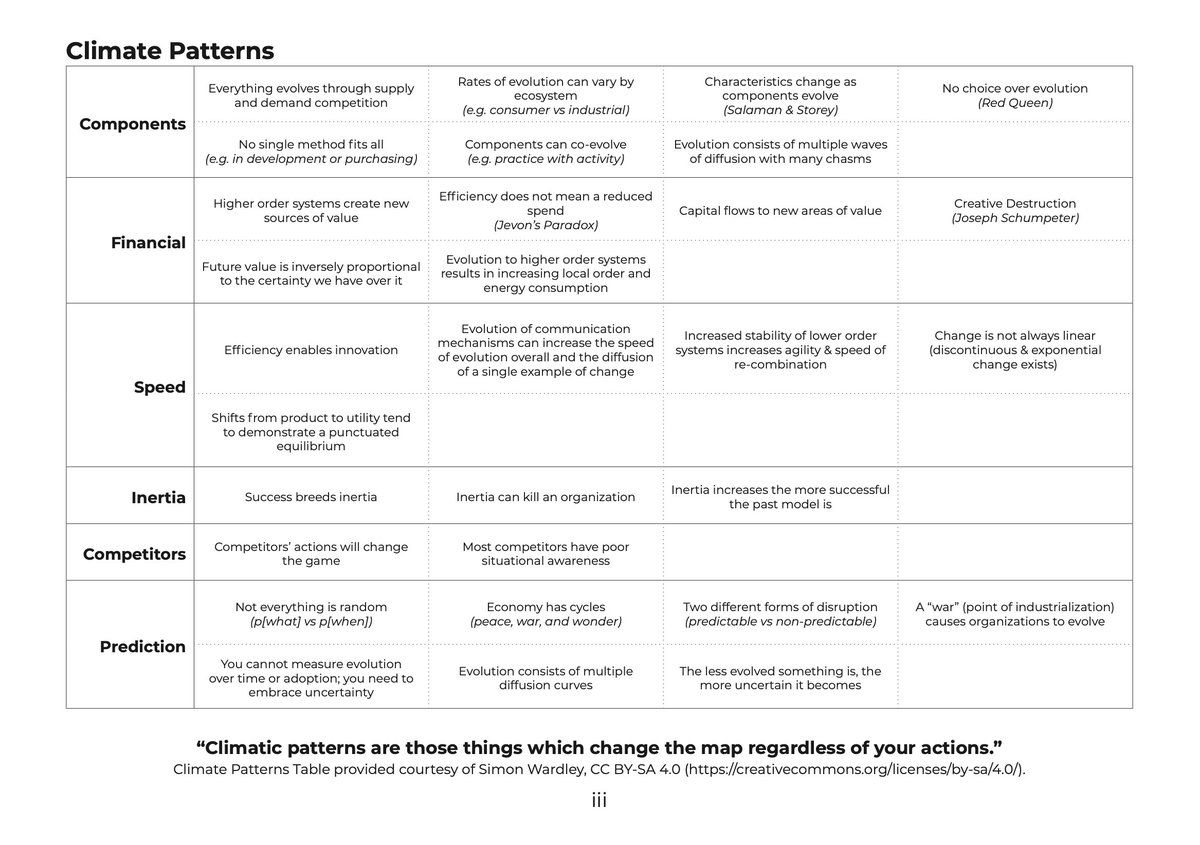 Climate Patterns
Components
Everything evolves through supply
and demand competition
Rates of evolution can vary by
ecosystem
(e.g. consumer vs industrial)
Characteristics change as
components evolve
(Salaman & Storey)
No choice over evolution
(Red Queen)
No single method fits all
(e.g. in development or purchasing)
Components can co-evolve
(e.g. practice with activity)
Evolution consists of multiple waves
of diffusion with many chasms
Financial
Higher order systems create new
sources of value
Efficiency does not mean a reduced
spend
(Jevon's Paradox)
Capital flows to new areas of value
Creative Destruction
(Joseph Schumpeter)
Future value is inversely proportional
to the certainty we have over it
Evolution to higher order systems
results in increasing local order and
energy consumption
Speed
Efficiency enables innovation
Evolution of communication
mechanisms can increase the speed
of evolution overall and the diffusion
of a single example of change
Increased stability of lower order
systems increases agility & speed of
re-combination
Change is not always linear
(discontinuous & exponential
change exists)
Shifts from product to utility tend
to demonstrate a punctuated
equilibrium
Inertia
Success breeds inertia
Inertia can kill an organization
Inertia increases the more successful
the past model is
Competitors
Competitors' actions will change
the game
Most competitors have poor
situational awareness
Prediction
Not everything is random
(p[what] vs p[when])
Economy has cycles
(peace, war, and wonder)
Two different forms of disruption
(predictable vs non-predictable)
A “war” (point of industrialization)
causes organizations to evolve
You cannot measure evolution
over time or adoption; you need to
embrace uncertainty
Evolution consists of multiple
diffusion curves
The less evolved something is, the
more uncertain it becomes
“Climatic patterns are those things which change the map regardless of your actions.”
Climate Patterns Table provided courtesy of Simon Wardley, CC BY-SA 4.0 (https://creativecommons.org/licenses/by-sa/4.0/).
iii